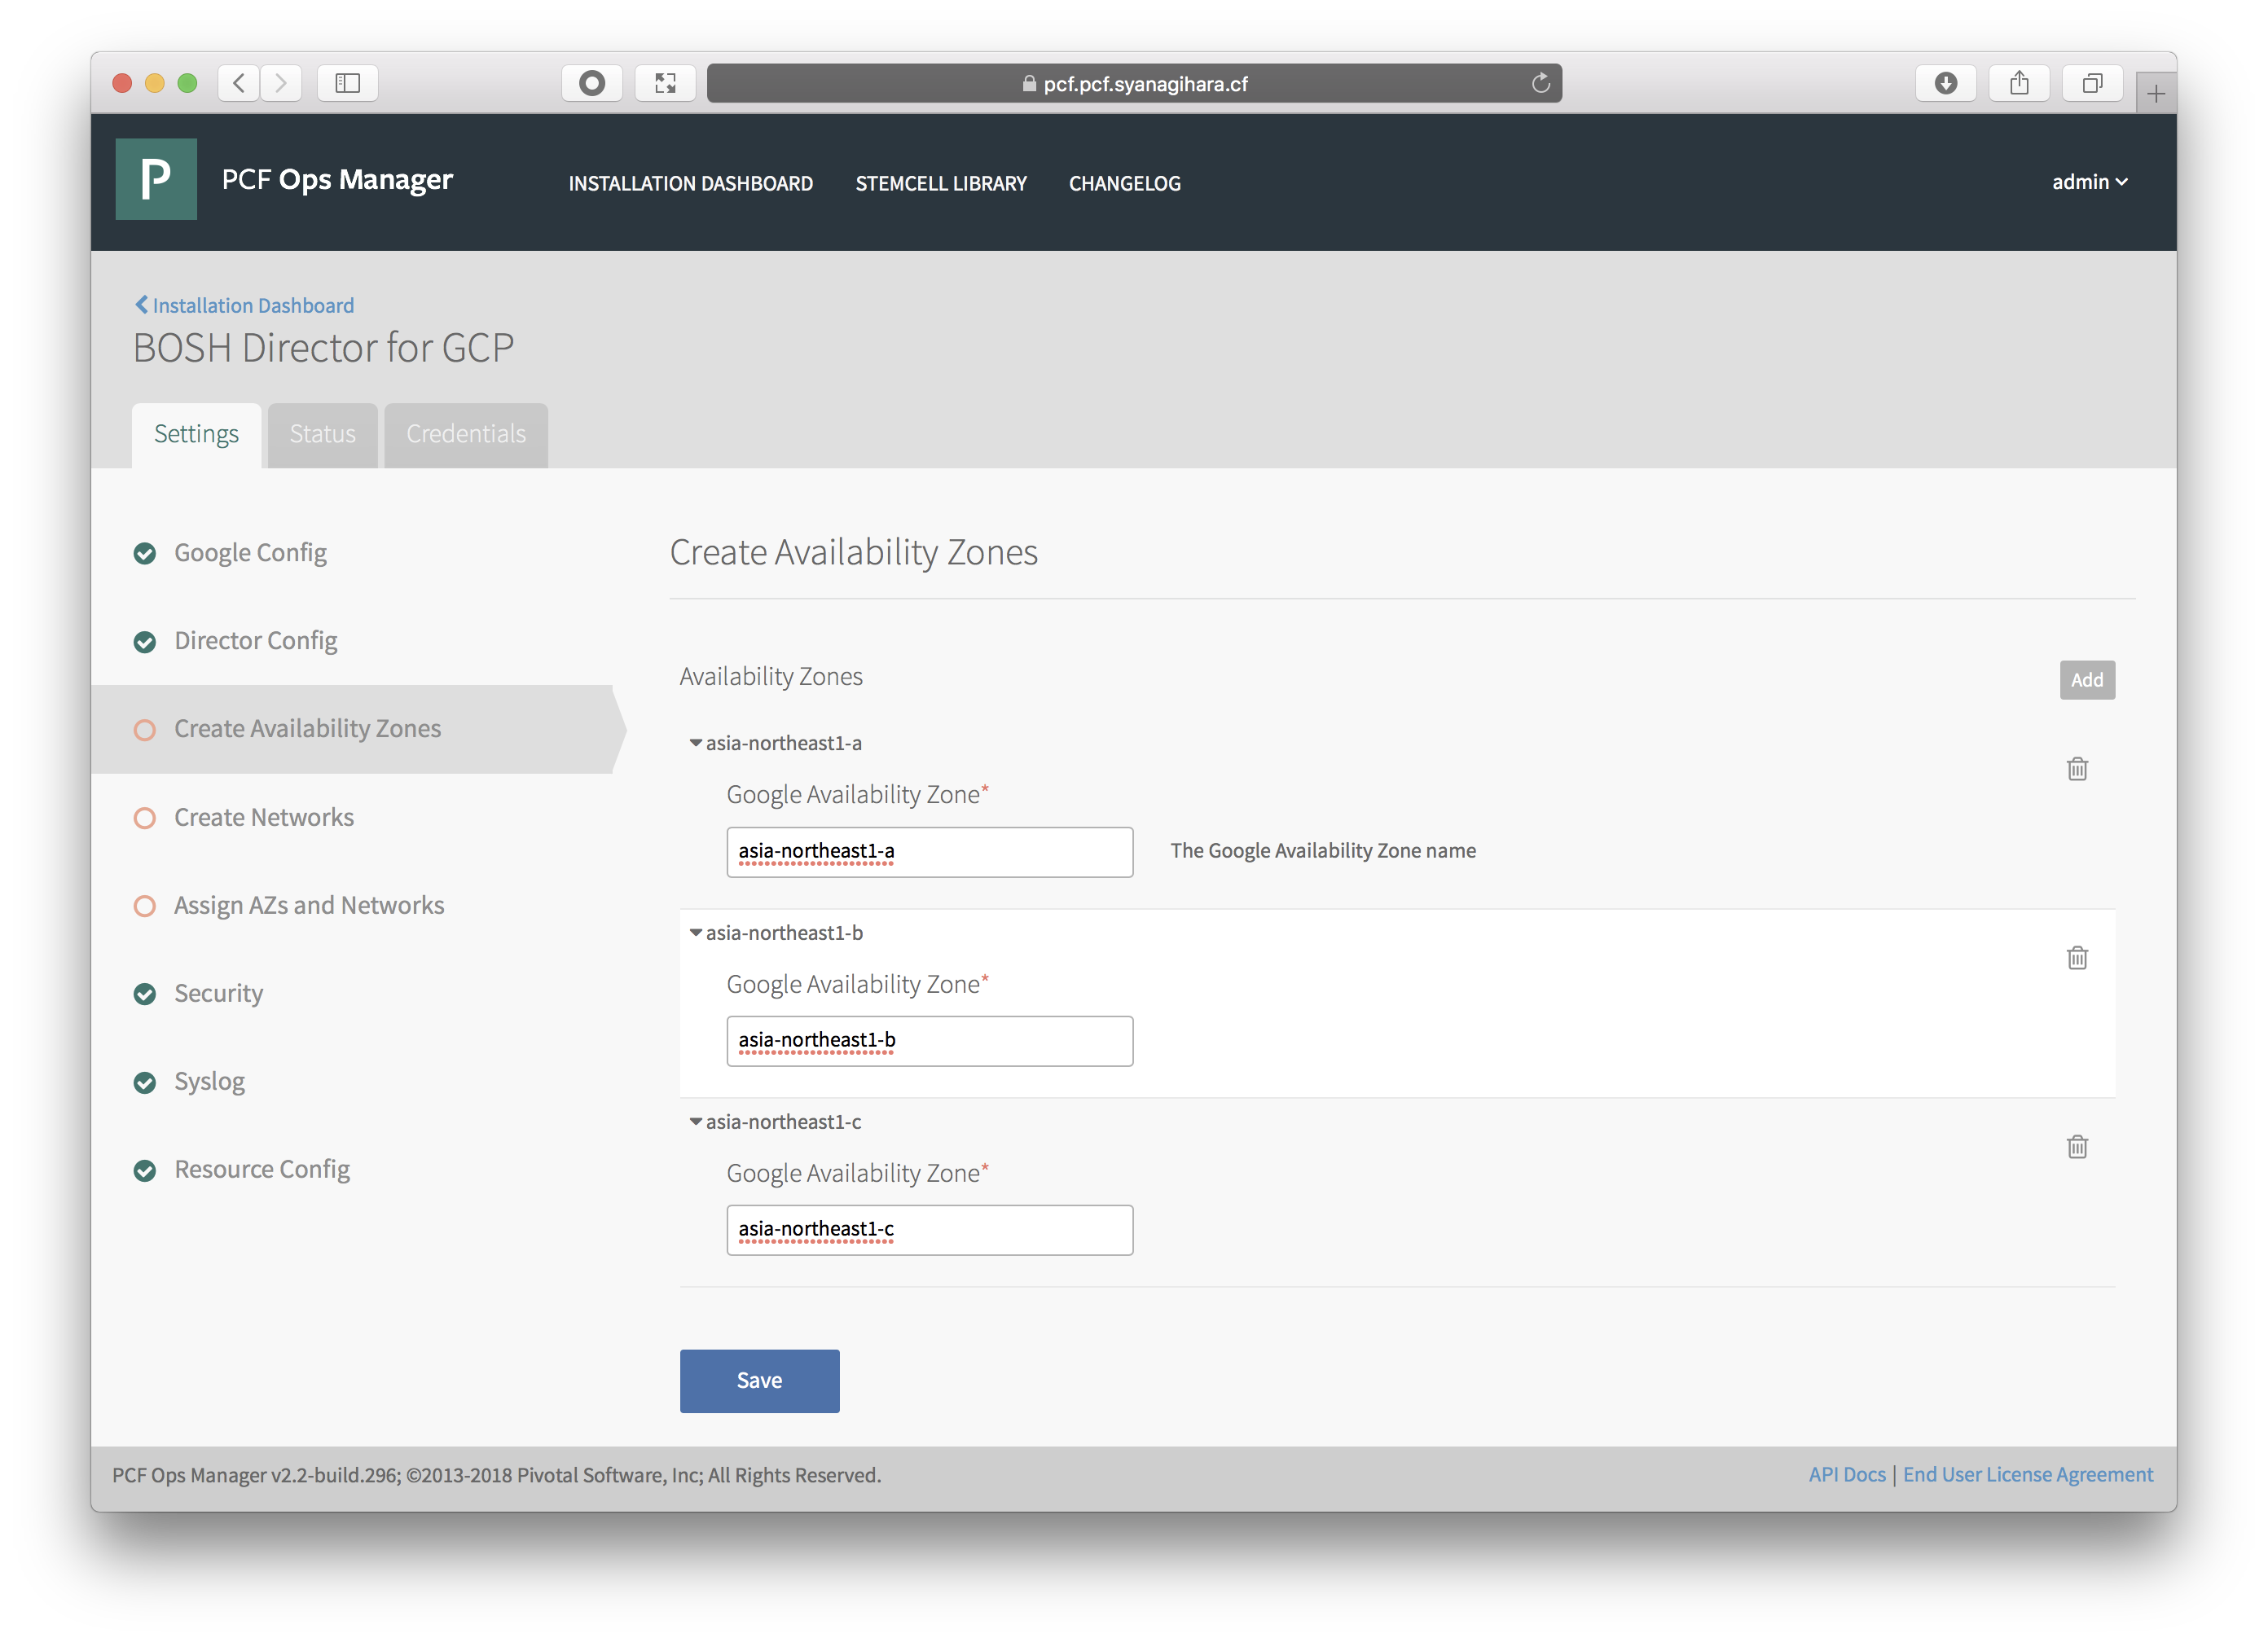 pcf.pcf.syanagihara.cf
P
PCF Ops Manager
INSTALLATION DASHBOARD
STEMCELL LIBRARY
CHANGELOG
admin
Installation Dashboard
BOSH Director for GCP
Settings
Status
Credentials
Google Config
Director Config
Create Availability Zones
Create Networks
Assign AZs and Networks
Security
Syslog
Resource Config
Create Availability Zones
Availability Zones
Add
asia-northeast1-a
Google Availability Zone*
asia-northeast1-a
The Google Availability Zone name
asia-northeast1-b
Google Availability Zone*
asia-northeast1-b
asia-northeast1-c
Google Availability Zone*
asia-northeast1-c
Save
PCF Ops Manager v2.2-build.296; ©2013-2018 Pivotal Software, Inc; All Rights Reserved.
API Docs | End User License Agreement